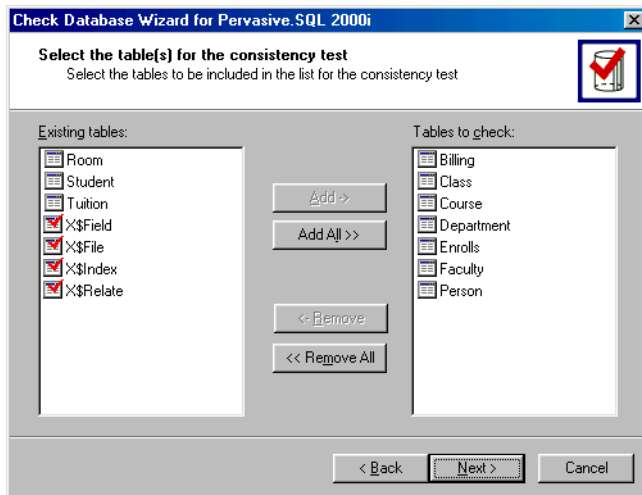 Check Database Wizard for Pervasive.SQL 2000i
Select the table(s) for the consistency test
Select the tables to be included in the list for the consistency test
Existing tables:
Room
Student
Tuition
X$Field
X$File
X$Index
X$Relate
Add ->
Add All >>
<- Remove
<< Remove All
Tables to check:
Billing
Class
Course
Department
Enrolls
Faculty
Person
< Back
Next >
Cancel